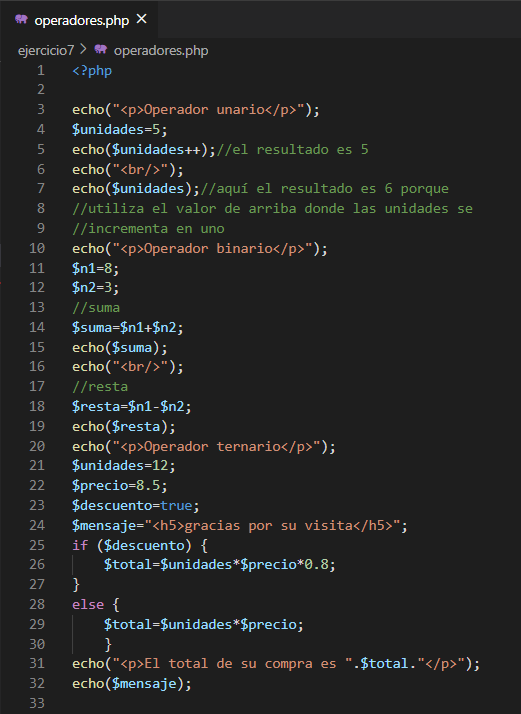 operadores.php ×
ejercicio7 > operadores.php
1 <?php
2
3 echo("<p>Operador unario</p>");
4 $unidades=5;
5 echo($unidades++);//el resultado es 5
6 echo("<br/>");
7 echo($unidades);//aquí el resultado es 6 porque
8 //utiliza el valor de arriba donde las unidades se
9 //incrementa en uno
10 echo("<p>Operador binario</p>");
11 $n1=8;
12 $n2=3;
13 //suma
14 $suma=$n1+$n2;
15 echo($suma);
16 echo("<br/>");
17 //resta
18 $resta=$n1-$n2;
19 echo($resta);
20 echo("<p>Operador ternario</p>");
21 $unidades=12;
22 $precio=8.5;
23 $descuento=true;
24 $mensaje="<h5>gracias por su visita</h5>";
25 if ($descuento) {
26     $total=$unidades*$precio*0.8;
27 }
28 else {
29     $total=$unidades*$precio;
30     }
31 echo("<p>El total de su compra es ".$total."</p>");
32 echo($mensaje);
33